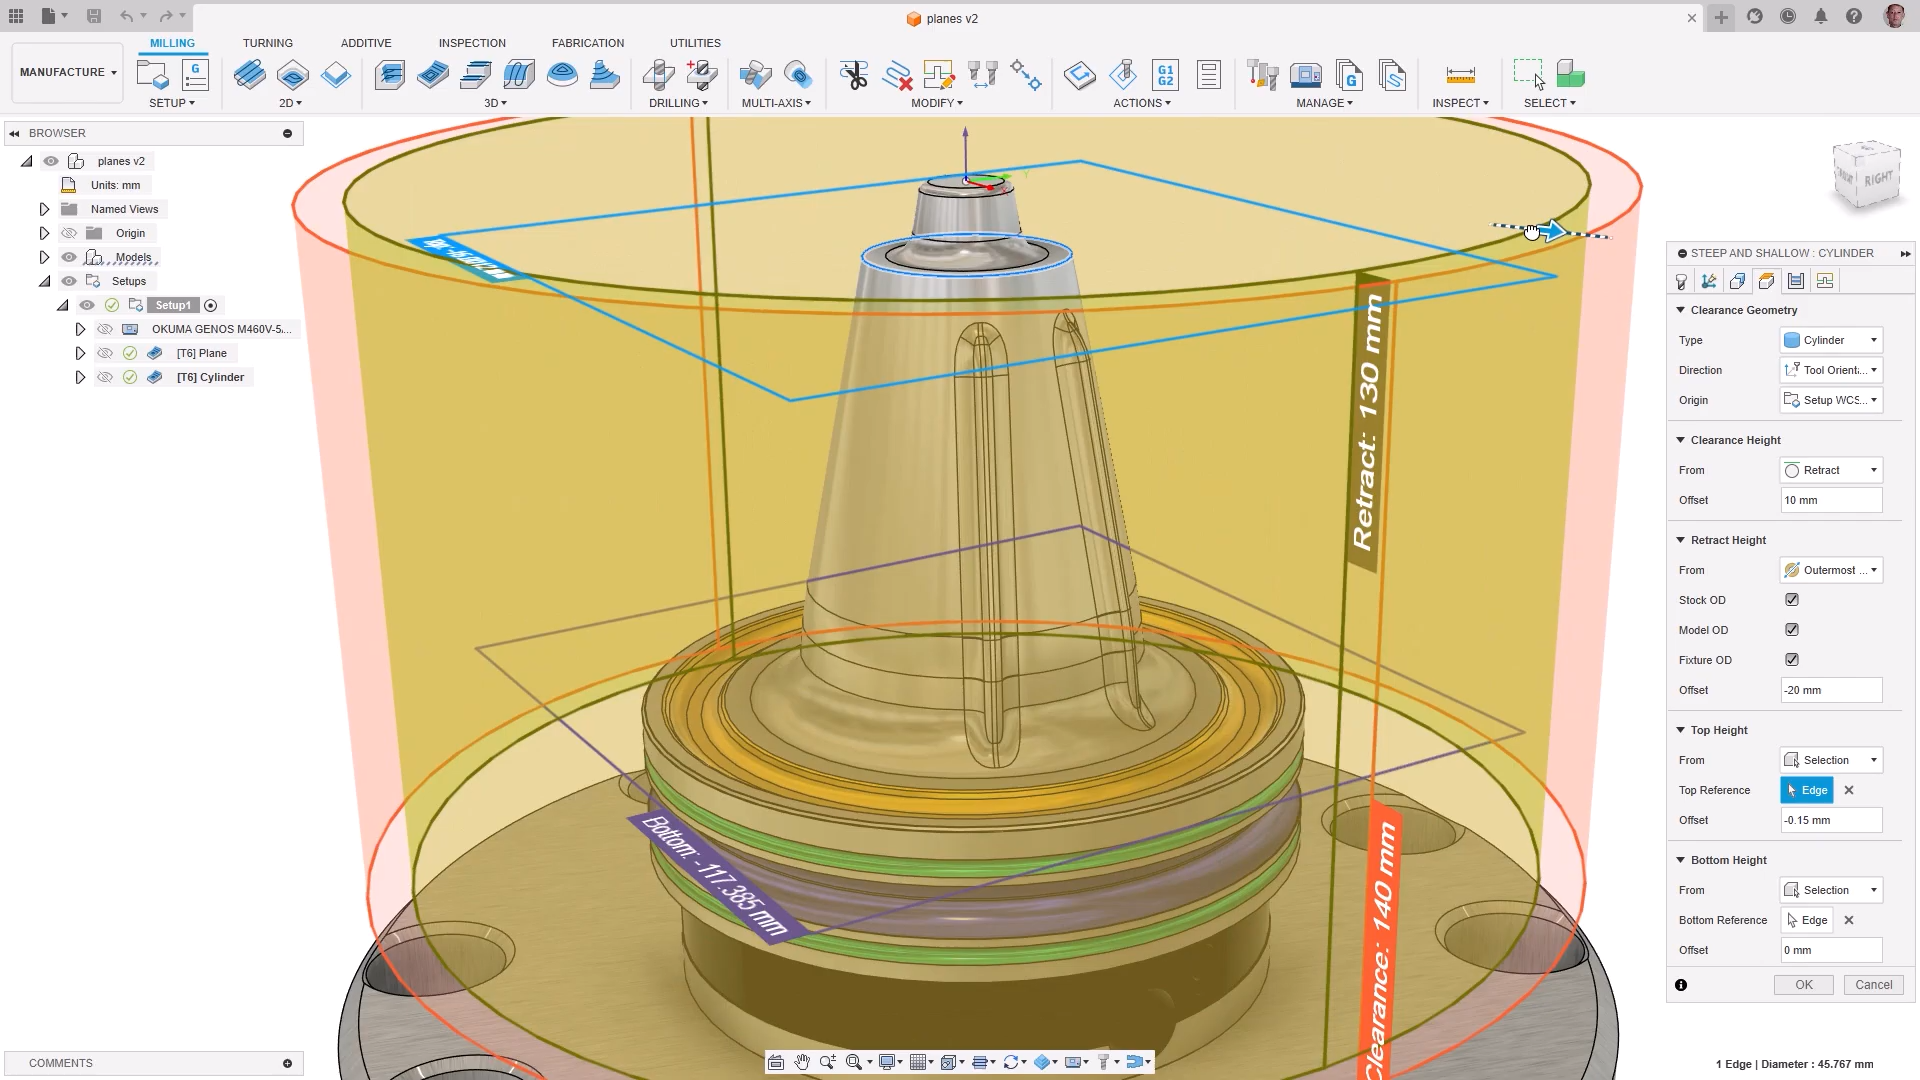 planes v2
MANUFACTURE
MILLING TURNING ADDITIVE INSPECTION FABRICATION UTILITIES
G
G1
G2
G
SETUP 2D 3D DRILLING MULTI-AXIS MODIFY ACTIONS MANAGE INSPECT SELECT
BROWSER
planes v2
Units: mm
Named Views
Origin
Models
Setups
Setup1
OKUMA GENOS M460V-5...
[T6] Plane
[T6] Cylinder
COMMENTS
RIGHT
Y
Retract: 130 mm
Clearance: 140 mm
Bottom: -117.385 mm
STEEP AND SHALLOW : CYLINDER
Clearance Geometry
Type Cylinder
Direction Tool Orient...
Origin Setup WCS...
Clearance Height
From Retract
Offset 10 mm
Retract Height
From Outermost ...
Stock OD
Model OD
Fixture OD
Offset -20 mm
Top Height
From Selection
Top Reference Edge
Offset -0.15 mm
Bottom Height
From Selection
Bottom Reference Edge
Offset 0 mm
OK Cancel
1 Edge | Diameter : 45.767 mm